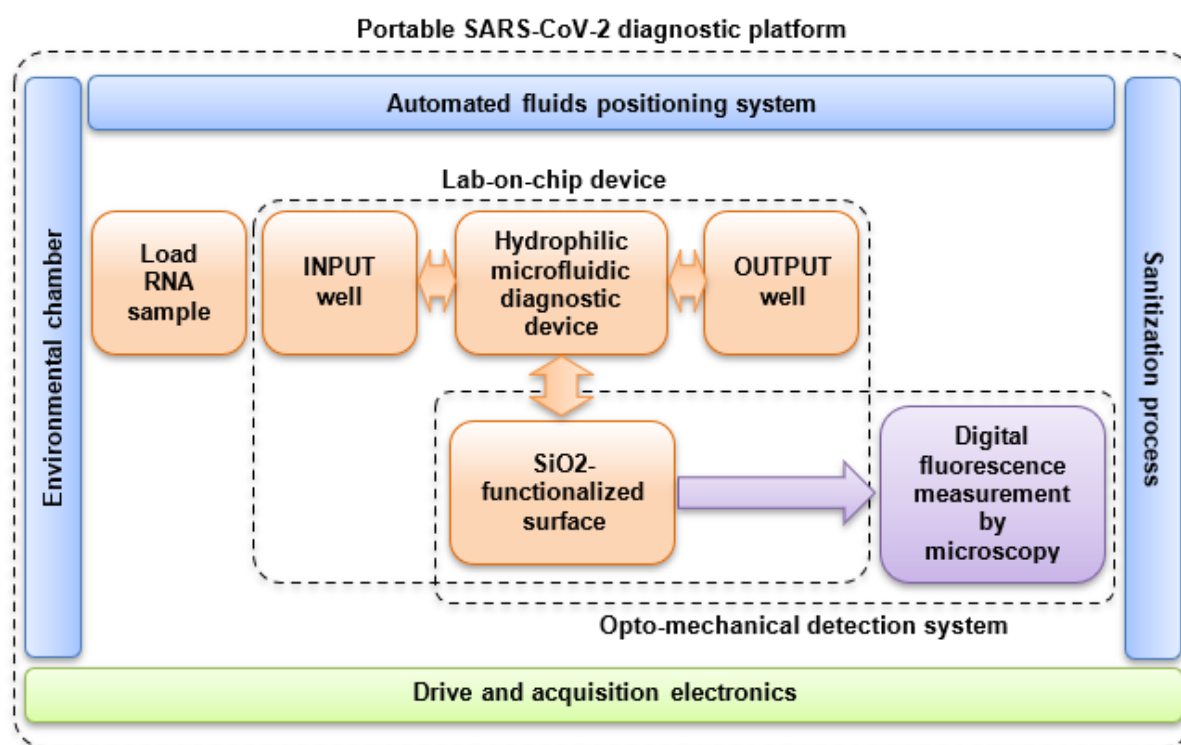 Portable SARS-CoV-2 diagnostic platform
Automated fluids positioning system
Environmental chamber
Lab-on-chip device
Load
RNA
sample
INPUT
well
Hydrophilic
microfluidic
diagnostic
device
OUTPUT
well
Sanitization process
SiO2-
functionalized
surface
Digital
fluorescence
measurement
by
microscopy
Opto-mechanical detection system
Drive and acquisition electronics